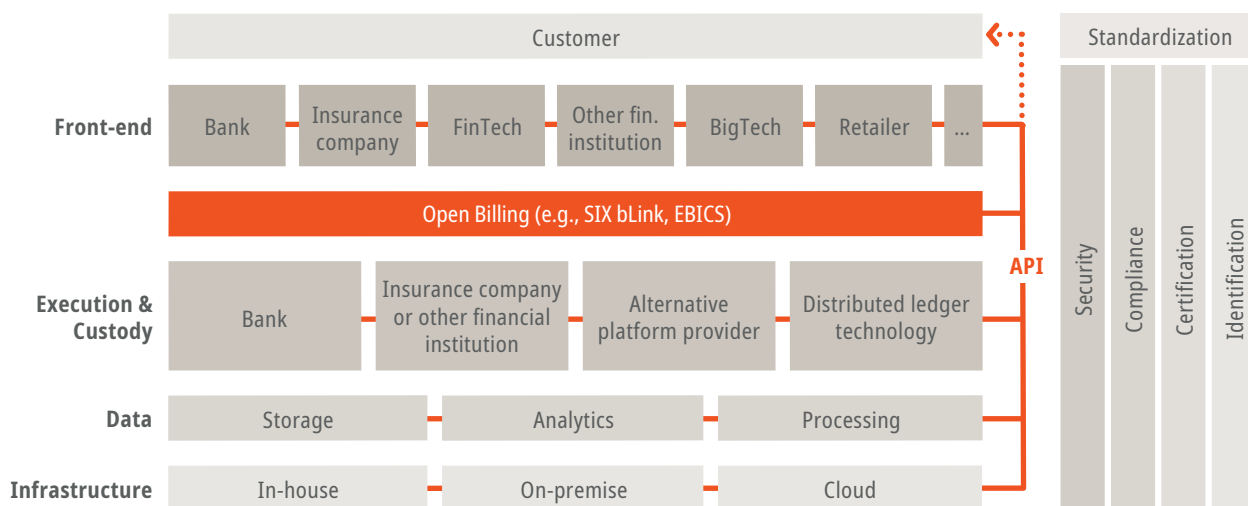 Customer
Standardization
Front-end
Bank
Insurance
company
FinTech
Other fin.
institution
BigTech
Retailer
...
Open Billing (e.g., SIX bLink, EBICS)
API
Execution &
Custody
Bank
Insurance company
or other financial
institution
Alternative
platform provider
Distributed ledger
technology
Data
Storage
Analytics
Processing
Infrastructure
In-house
On-premise
Cloud
Security
Compliance
Certification
Identification